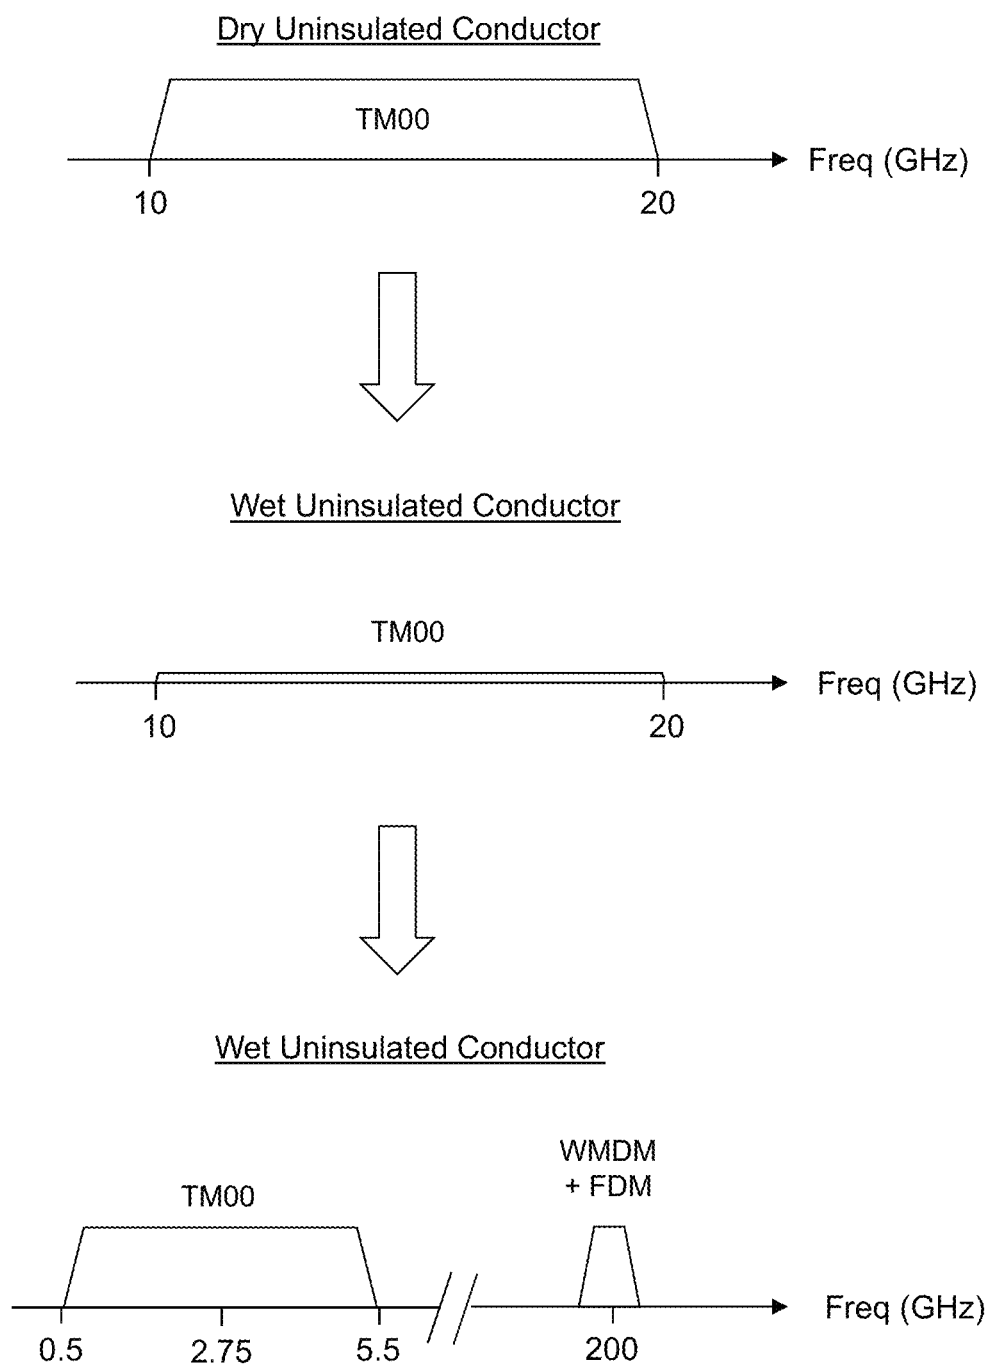 Dry Uninsulated Conductor
TM00
Freq (GHz)
10
20
Wet Uninsulated Conductor
TM00
Freq (GHz)
10
20
Wet Uninsulated Conductor
WMDM
+ FDM
TM00
Freq (GHz)
0.5
2.75
5.5
200